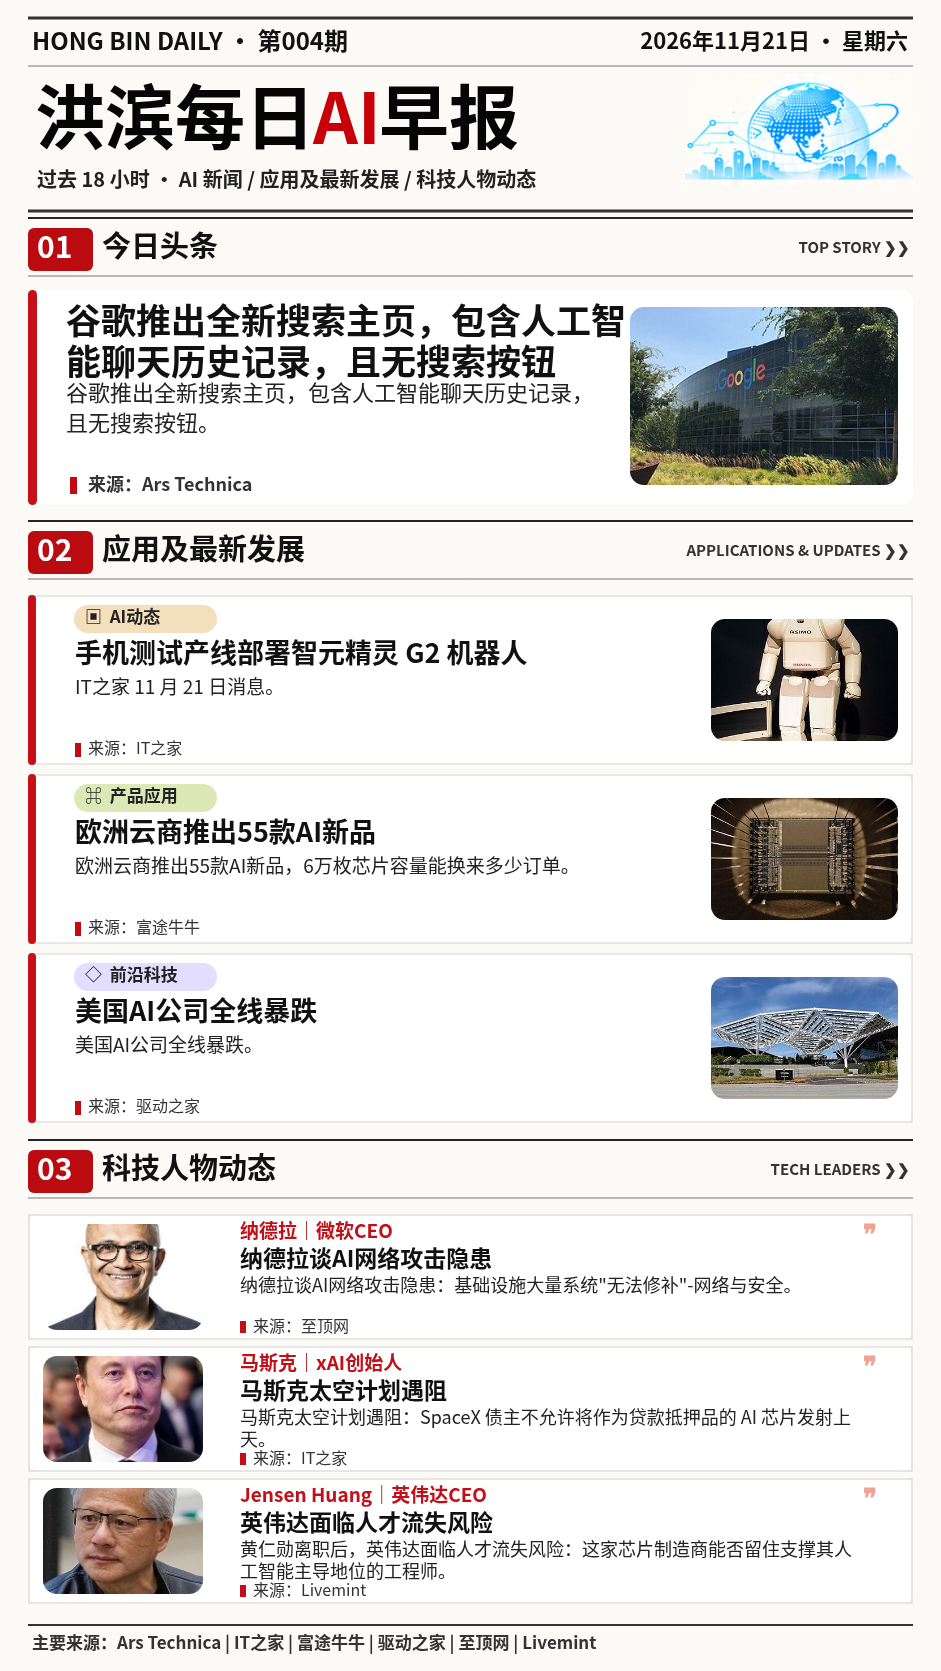 HONG BIN DAILY • 第004期
2026年11月21日 • 星期六
洪滨每日AI早报
过去 18 小时 • AI 新闻 / 应用及最新发展 / 科技人物动态
01 今日头条
TOP STORY ❯❯
谷歌推出全新搜索主页，包含人工智
能聊天历史记录，且无搜索按钮
谷歌推出全新搜索主页，包含人工智能聊天历史记录，
且无搜索按钮。
来源：Ars Technica
Google
02 应用及最新发展
APPLICATIONS & UPDATES ❯❯
▣ AI动态
手机测试产线部署智元精灵 G2 机器人
IT之家 11 月 21 日消息。
来源：IT之家
ASIMO
HONDA
⌘ 产品应用
欧洲云商推出55款AI新品
欧洲云商推出55款AI新品，6万枚芯片容量能换来多少订单。
来源：富途牛牛
◇ 前沿科技
美国AI公司全线暴跌
美国AI公司全线暴跌。
来源：驱动之家
03 科技人物动态
TECH LEADERS ❯❯
纳德拉｜微软CEO
纳德拉谈AI网络攻击隐患
纳德拉谈AI网络攻击隐患：基础设施大量系统"无法修补"-网络与安全。
来源：至顶网
马斯克｜xAI创始人
马斯克太空计划遇阻
马斯克太空计划遇阻：SpaceX 债主不允许将作为贷款抵押品的 AI 芯片发射上
天。
来源：IT之家
Jensen Huang｜英伟达CEO
英伟达面临人才流失风险
黄仁勋离职后，英伟达面临人才流失风险：这家芯片制造商能否留住支撑其人
工智能主导地位的工程师。
来源：Livemint
主要来源：Ars Technica | IT之家 | 富途牛牛 | 驱动之家 | 至顶网 | Livemint